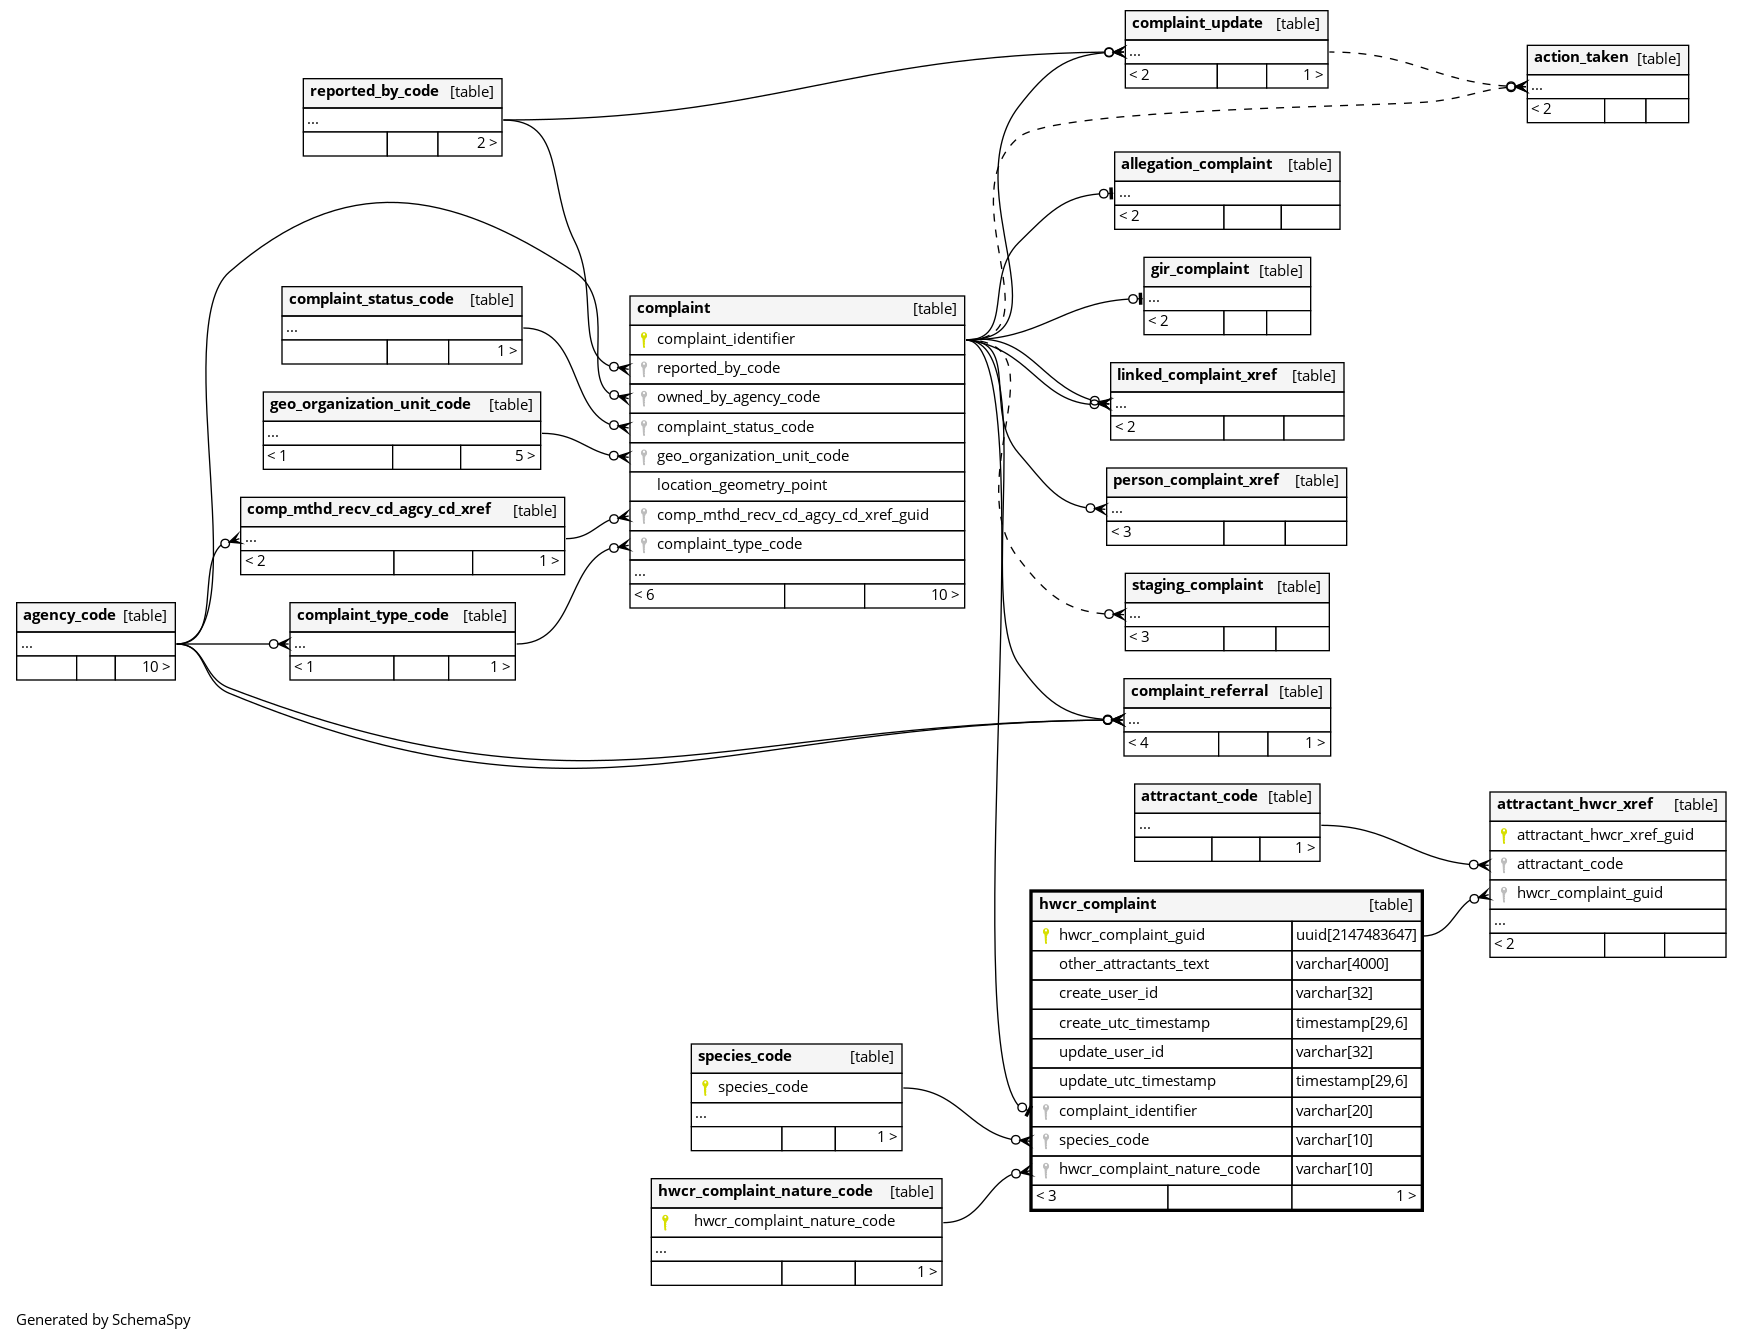 complaint_update [table]
...
< 2 1 >
action_taken [table]
...
< 2
reported_by_code [table]
...
2 >
allegation_complaint [table]
...
< 2
gir_complaint [table]
...
< 2
complaint_status_code [table]
...
1 >
complaint [table]
complaint_identifier
reported_by_code
owned_by_agency_code
complaint_status_code
geo_organization_unit_code
location_geometry_point
comp_mthd_recv_cd_agcy_cd_xref_guid
complaint_type_code
...
< 6 10 >
linked_complaint_xref [table]
...
< 2
geo_organization_unit_code [table]
...
< 1 5 >
person_complaint_xref [table]
...
< 3
comp_mthd_recv_cd_agcy_cd_xref [table]
...
< 2 1 >
staging_complaint [table]
...
< 3
agency_code [table]
...
10 >
complaint_type_code [table]
...
< 1 1 >
complaint_referral [table]
...
< 4 1 >
attractant_code [table]
...
1 >
attractant_hwcr_xref [table]
attractant_hwcr_xref_guid
attractant_code
hwcr_complaint_guid
...
< 2
hwcr_complaint [table]
hwcr_complaint_guid uuid[2147483647]
other_attractants_text varchar[4000]
create_user_id varchar[32]
create_utc_timestamp timestamp[29,6]
update_user_id varchar[32]
update_utc_timestamp timestamp[29,6]
complaint_identifier varchar[20]
species_code varchar[10]
hwcr_complaint_nature_code varchar[10]
< 3 1 >
species_code [table]
species_code
...
1 >
hwcr_complaint_nature_code [table]
hwcr_complaint_nature_code
...
1 >
Generated by SchemaSpy